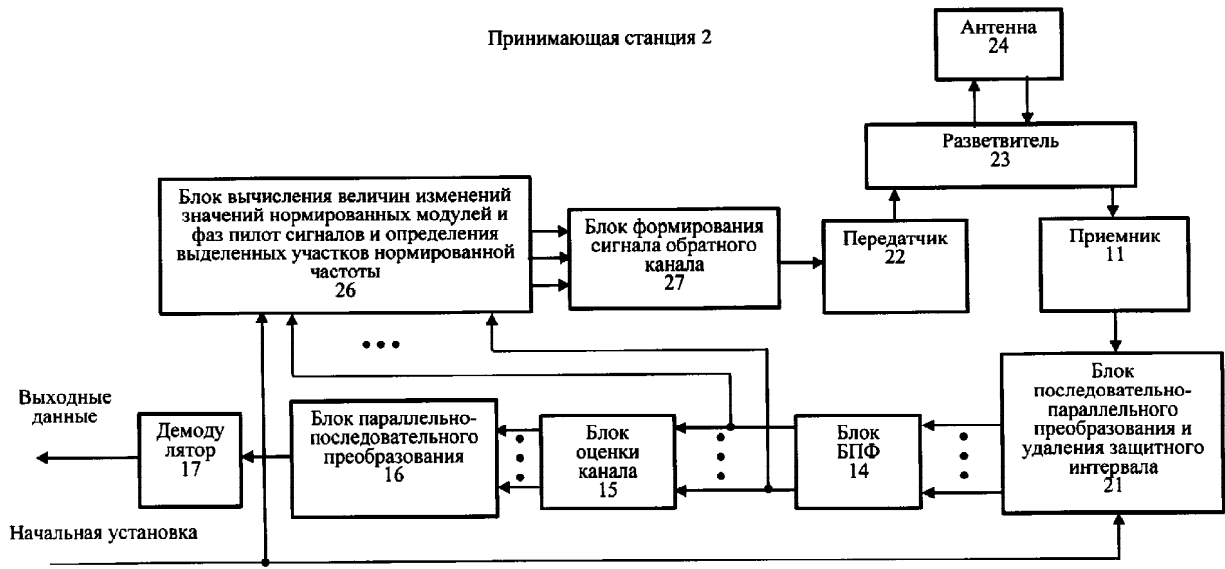 Принимающая станция 2
Антенна
24
Разветвитель
23
Блок вычисления величин изменений
значений нормированных модулей и
фаз пилот сигналов и определения
выделенных участков нормированной
частоты
26
Блок формирования
сигнала обратного
канала
27
Передатчик
22
Приемник
11
Выходные
данные
Демоду
лятор
17
Блок параллельно-
последовательного
преобразования
16
Блок
оценки
канала
15
Блок
БПФ
14
Блок
последовательно-
параллельного
преобразования и
удаления защитного
интервала
21
Начальная установка